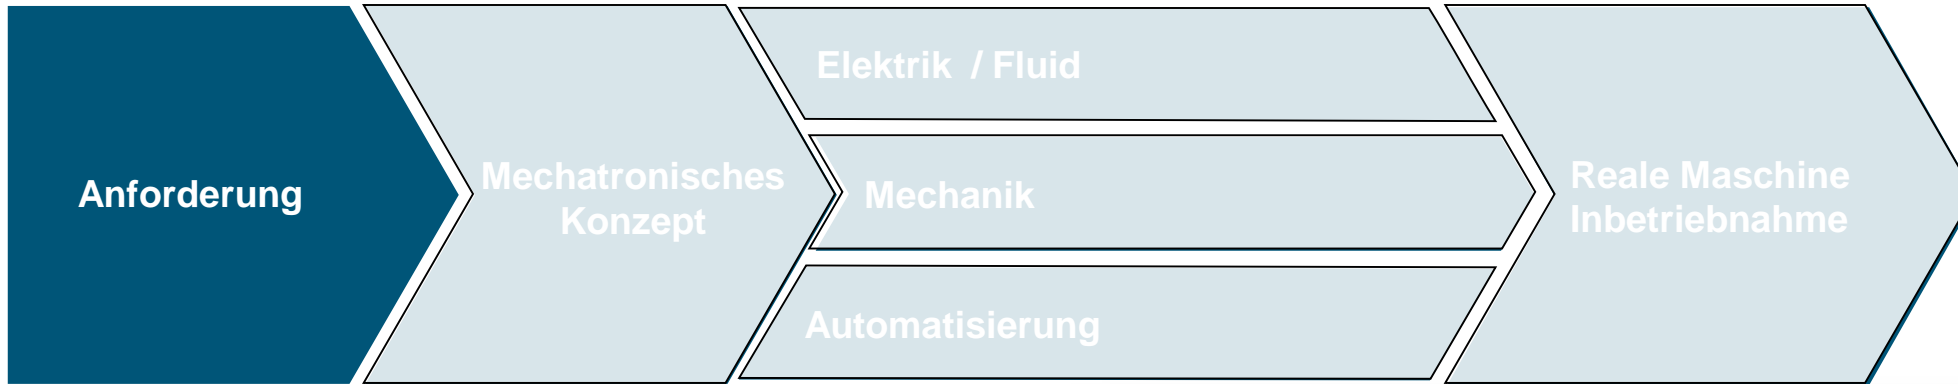 Anforderung
Mechatronisches
Konzept
Elektrik / Fluid
Mechanik
Automatisierung
Reale Maschine
Inbetriebnahme